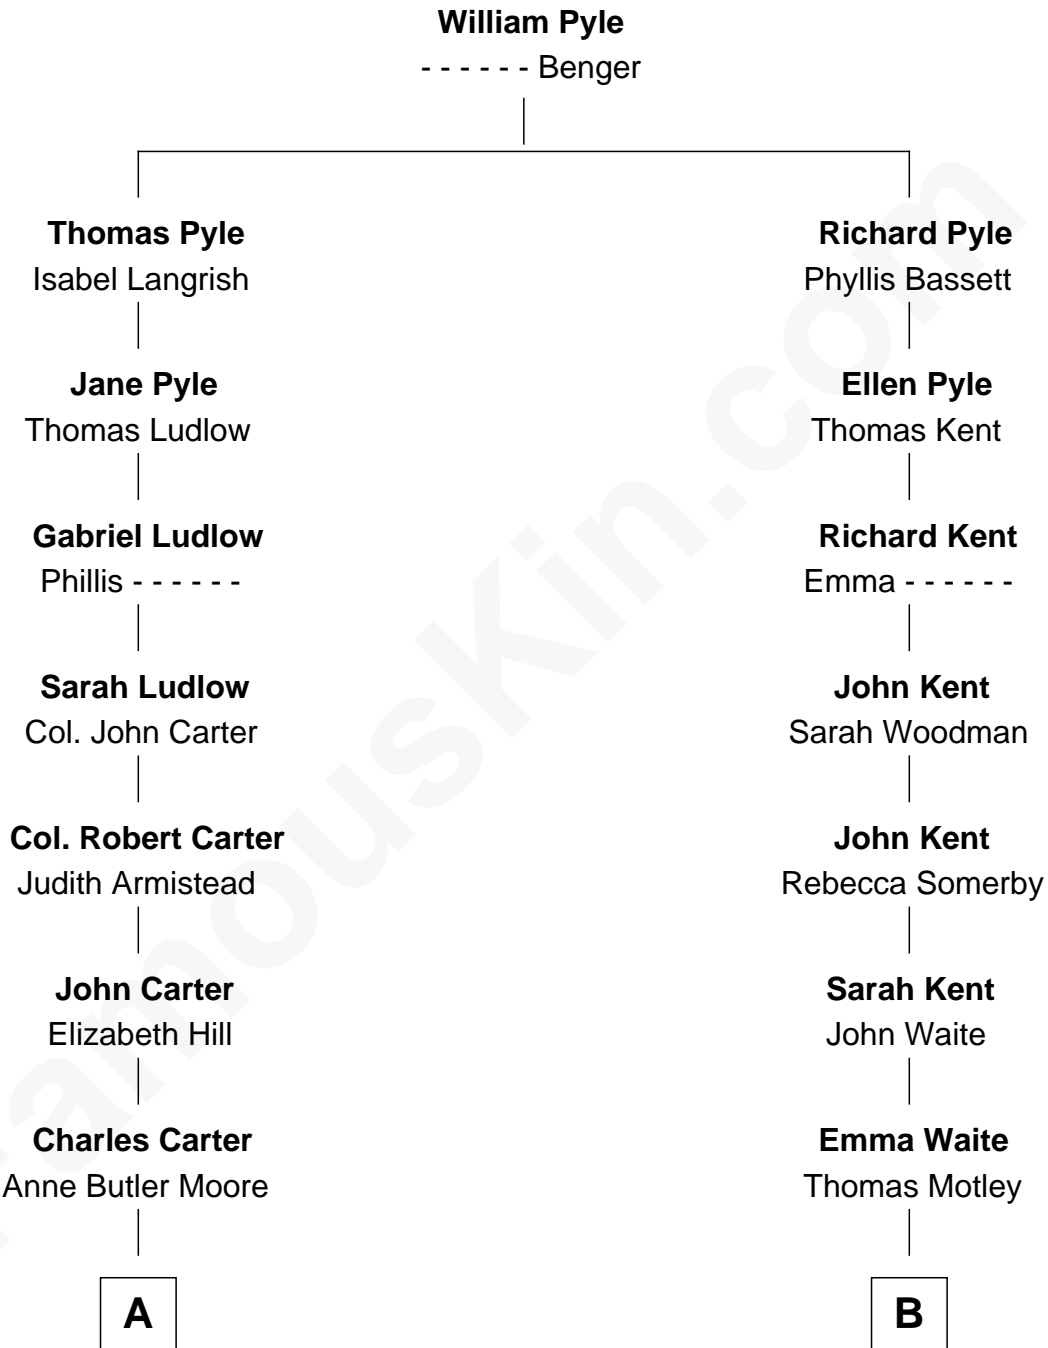 William Pyle
- - - - - - Benger
Thomas Pyle
Isabel Langrish
Richard Pyle
Phyllis Bassett
Jane Pyle
Thomas Ludlow
Ellen Pyle
Thomas Kent
Gabriel Ludlow
Phillis - - - - - -
Richard Kent
Emma - - - - - -
Sarah Ludlow
Col. John Carter
John Kent
Sarah Woodman
Col. Robert Carter
Judith Armistead
John Kent
Rebecca Somerby
John Carter
Elizabeth Hill
Sarah Kent
John Waite
Charles Carter
Anne Butler Moore
Emma Waite
Thomas Motley
A
B
FamousKin.com